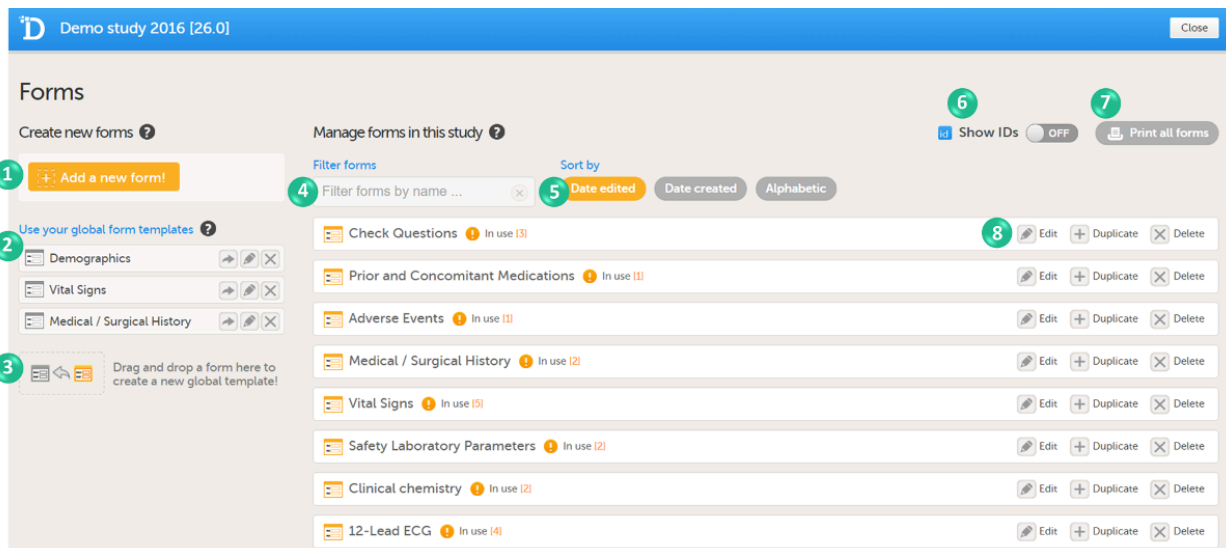 D Demo study 2016 [26.0] Close
Forms
Create new forms ?
Manage forms in this study ?
6
id Show IDs OFF
7
Print all forms
1 Add a new form!
Filter forms
4 Filter forms by name ...
Sort by
5 Date edited Date created Alphabetic
Use your global form templates ?
2 Demographics
Vital Signs
Medical / Surgical History
3 Drag and drop a form here to
create a new global template!
Check Questions ! In use [3] 8 Edit Duplicate Delete
Prior and Concomitant Medications ! In use [1] Edit Duplicate Delete
Adverse Events ! In use [1] Edit Duplicate Delete
Medical / Surgical History ! In use [2] Edit Duplicate Delete
Vital Signs ! In use [5] Edit Duplicate Delete
Safety Laboratory Parameters ! In use [2] Edit Duplicate Delete
Clinical chemistry ! In use [2] Edit Duplicate Delete
12-Lead ECG ! In use [4] Edit Duplicate Delete